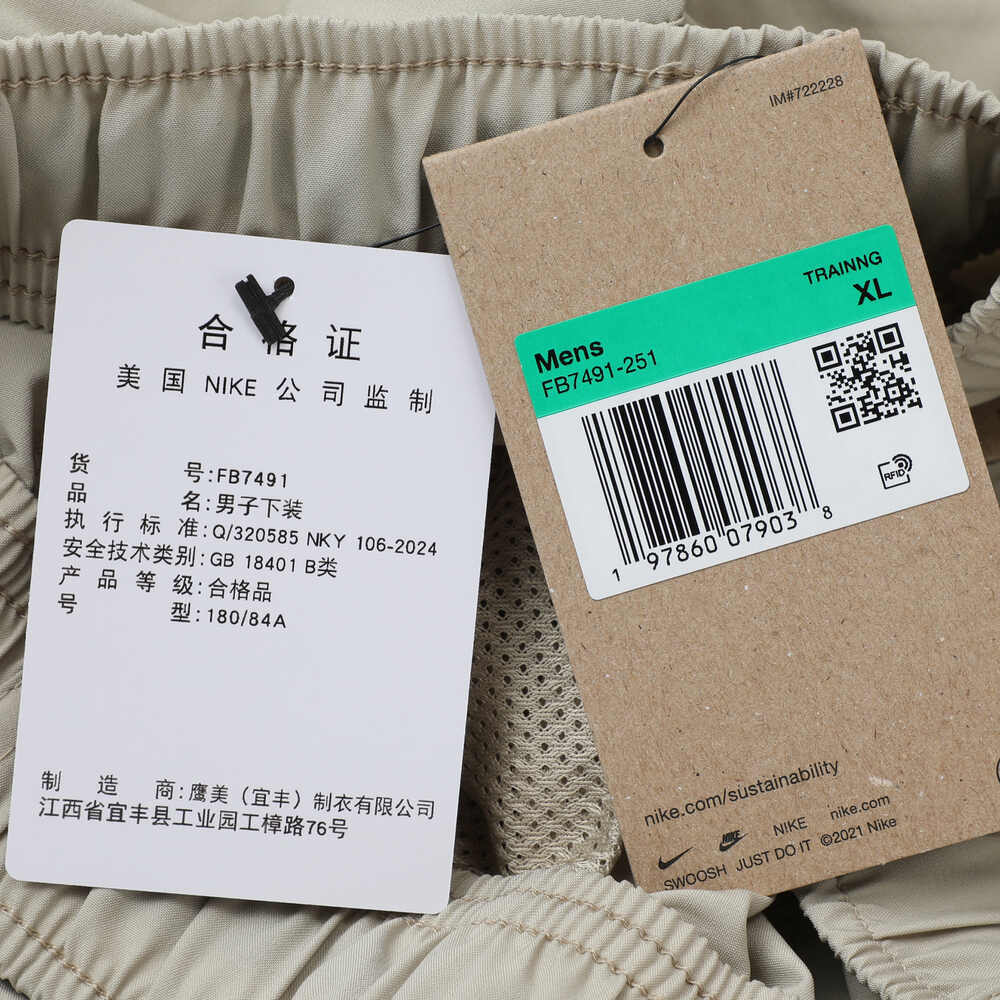 合格证
美国NIKE公司监制
货号:FB7491
品名:男子下装
执行标准:Q/320585 NKY 106-2024
安全技术类别:GB 18401 B类
产品等级:合格品
号型:180/84A
制造商:鹰美（宜丰）制衣有限公司
江西省宜丰县工业园工樟路76号
IM#722228
TRAINNG
XL
Mens
FB7491-251
RFID
1 97860 07903 8
nike.com/sustainability
NIKE
NIKE nike.com
SWOOSH JUST DO IT ©2021 Nike